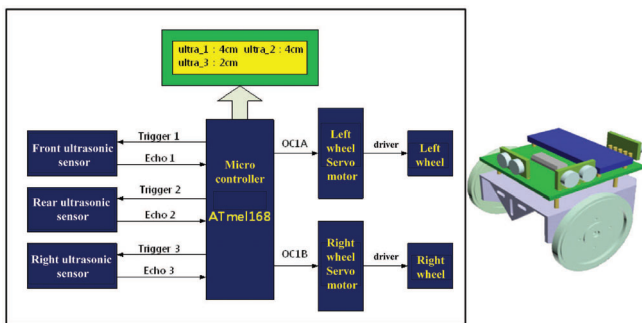 ultra_1 : 4cm ultra_2 : 4cm
ultra_3 : 2cm
Front ultrasonic
sensor
Trigger 1
Echo 1
Rear ultrasonic
sensor
Trigger 2
Echo 2
Right ultrasonic
sensor
Trigger 3
Echo 3
Micro
controller
ATmel168
OC1A
Left
wheel
Servo
motor
driver
Left
wheel
OC1B
Right
wheel
Servo
motor
driver
Right
wheel